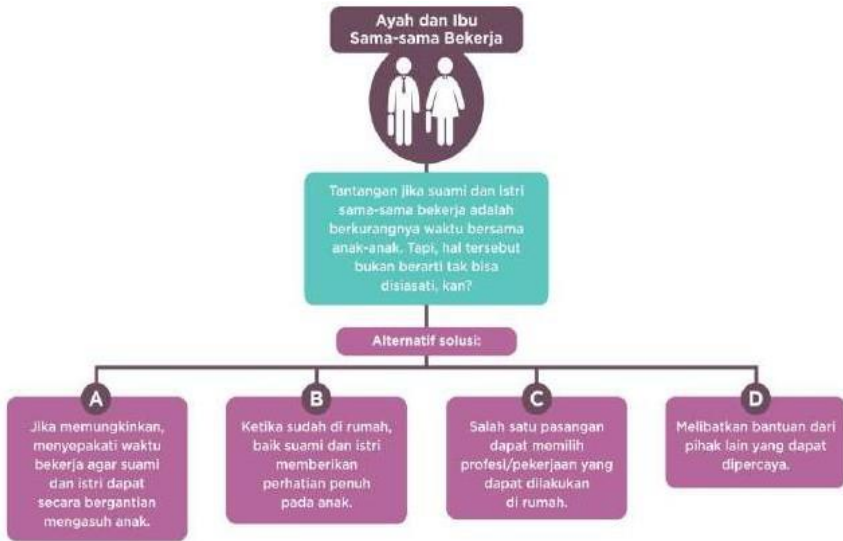 Ayah dan Ibu
Sama-sama Bekerja
Tantangan jika suami dan istri
sama-sama bekerja adalah
berkurangnya waktu bersama
anak-anak. Tapi, hal tersebut
bukan berarti tak bisa
disiasati, kan?
Alternatif solusi:
A
Jika memungkinkan,
menyepakati waktu
bekerja agar suami
dan istri dapat
secara bergantian
mengasuh anak.
B
Ketika sudah di rumah,
baik suami dan istri
memberikan
perhatian penuh
pada anak.
C
Salah satu pasangan
dapat memilih
profesi/pekerjaan yang
dapat dilakukan
di rumah.
D
Melibatkan bantuan dari
pihak lain yang dapat
dipercaya.